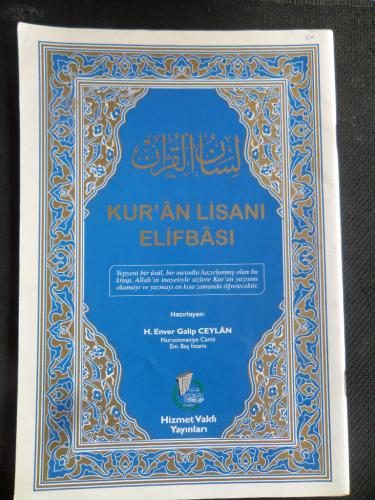 لسان القرآن
KUR'ÂN LİSANI
ELİFBÂSI
Yepyeni bir üsûl, bir metodla hazırlanmış olan bu
kitap, Allah'ın inayetiyle sizlere Kur'an yazısını
okumayı ve yazmayı en kısa zamanda öğretecektir.
Hazırlayan:
H. Enver Galip CEYLÂN
Nuruosmaniye Camii
Em. Baş İmamı
Hizmet Vakfı
Yayınları